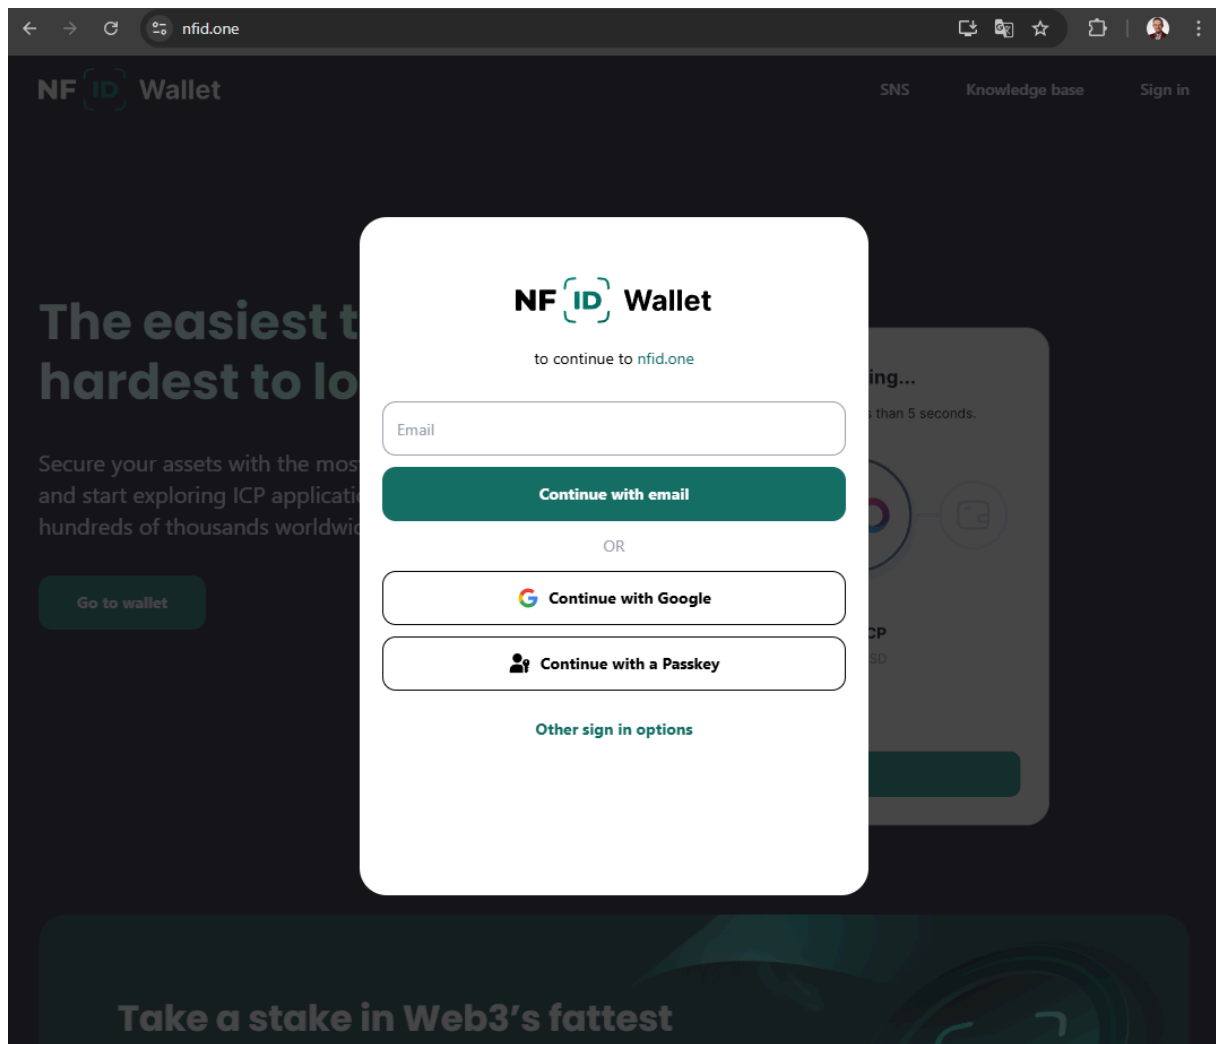 nfid.one
NF ID Wallet
SNS
Knowledge base
Sign in
The easiest t
hardest to lo
Secure your assets with the mos
and start exploring ICP applicati
hundreds of thousands worldwi
Go to wallet
NF ID Wallet
to continue to nfid.one
Email
Continue with email
OR
Continue with Google
Continue with a Passkey
Other sign in options
ing...
than 5 seconds.
CP
SD
Take a stake in Web3's fattest